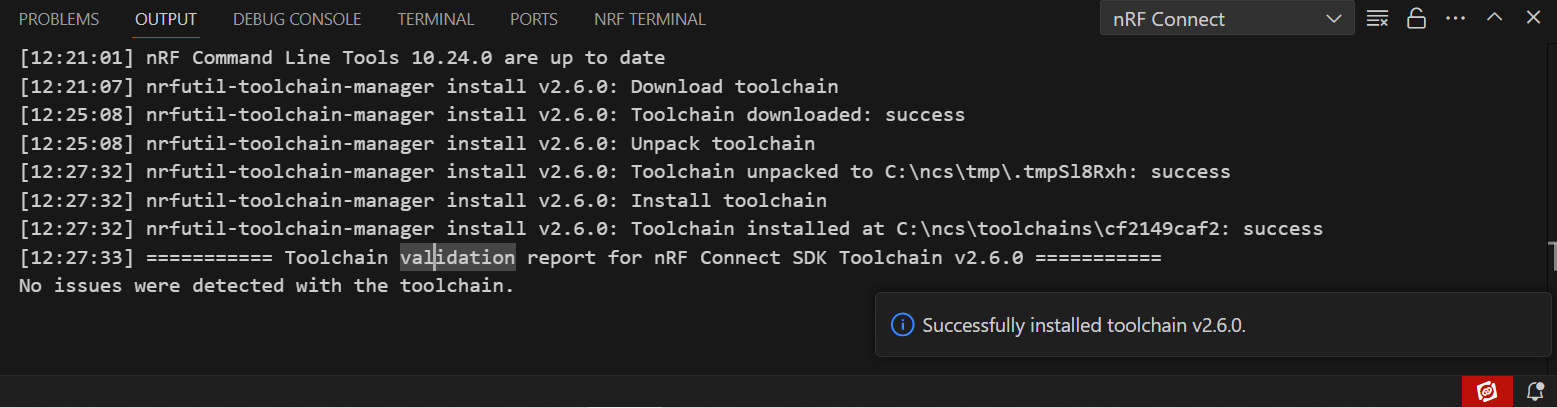 PROBLEMS OUTPUT DEBUG CONSOLE TERMINAL PORTS NRF TERMINAL nRF Connect
[12:21:01] nRF Command Line Tools 10.24.0 are up to date
[12:21:07] nrfutil-toolchain-manager install v2.6.0: Download toolchain
[12:25:08] nrfutil-toolchain-manager install v2.6.0: Toolchain downloaded: success
[12:25:08] nrfutil-toolchain-manager install v2.6.0: Unpack toolchain
[12:27:32] nrfutil-toolchain-manager install v2.6.0: Toolchain unpacked to C:\ncs\tmp\.tmpSl8Rxh: success
[12:27:32] nrfutil-toolchain-manager install v2.6.0: Install toolchain
[12:27:32] nrfutil-toolchain-manager install v2.6.0: Toolchain installed at C:\ncs\toolchains\cf2149caf2: success
[12:27:33] =========== Toolchain validation report for nRF Connect SDK Toolchain v2.6.0 ===========
No issues were detected with the toolchain.
Successfully installed toolchain v2.6.0.